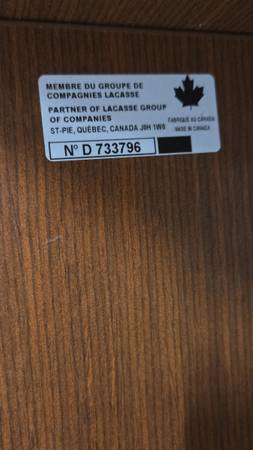 MEMBRE DU GROUPE DE
COMPAGNIES LACASSE
PARTNER OF LACASSE GROUP
OF COMPANIES
ST-PIE, QUÉBEC, CANADA J0H 1W0
FABRIQUÉ AU CANADA
MADE IN CANADA
Nº D 733796